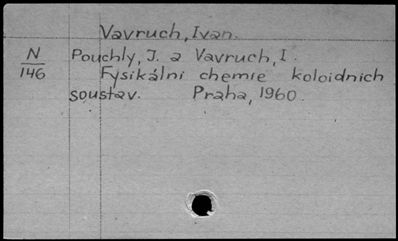 Vavruch, Ivan.
N
146
Pouchly, J. a Vavruch, I.
Fysikální chemie koloidních
soustav. Praha, 1960.